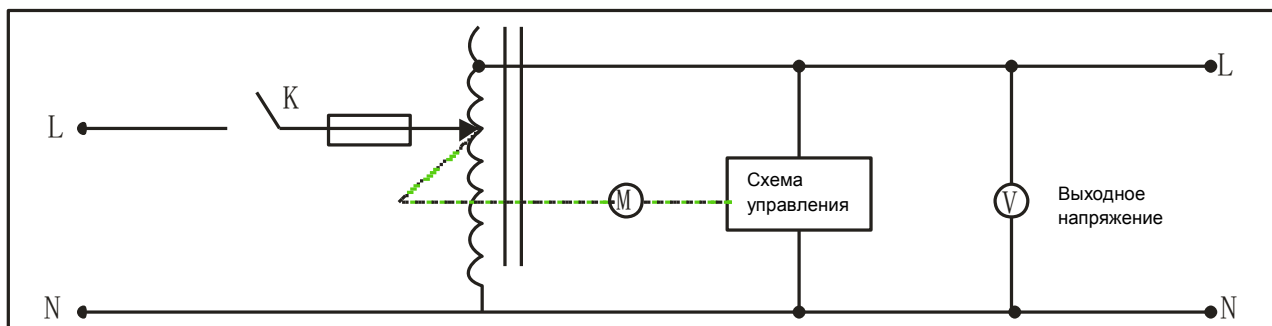 L
K
L
Схема
управления
M
V
Выходное
напряжение
N
N